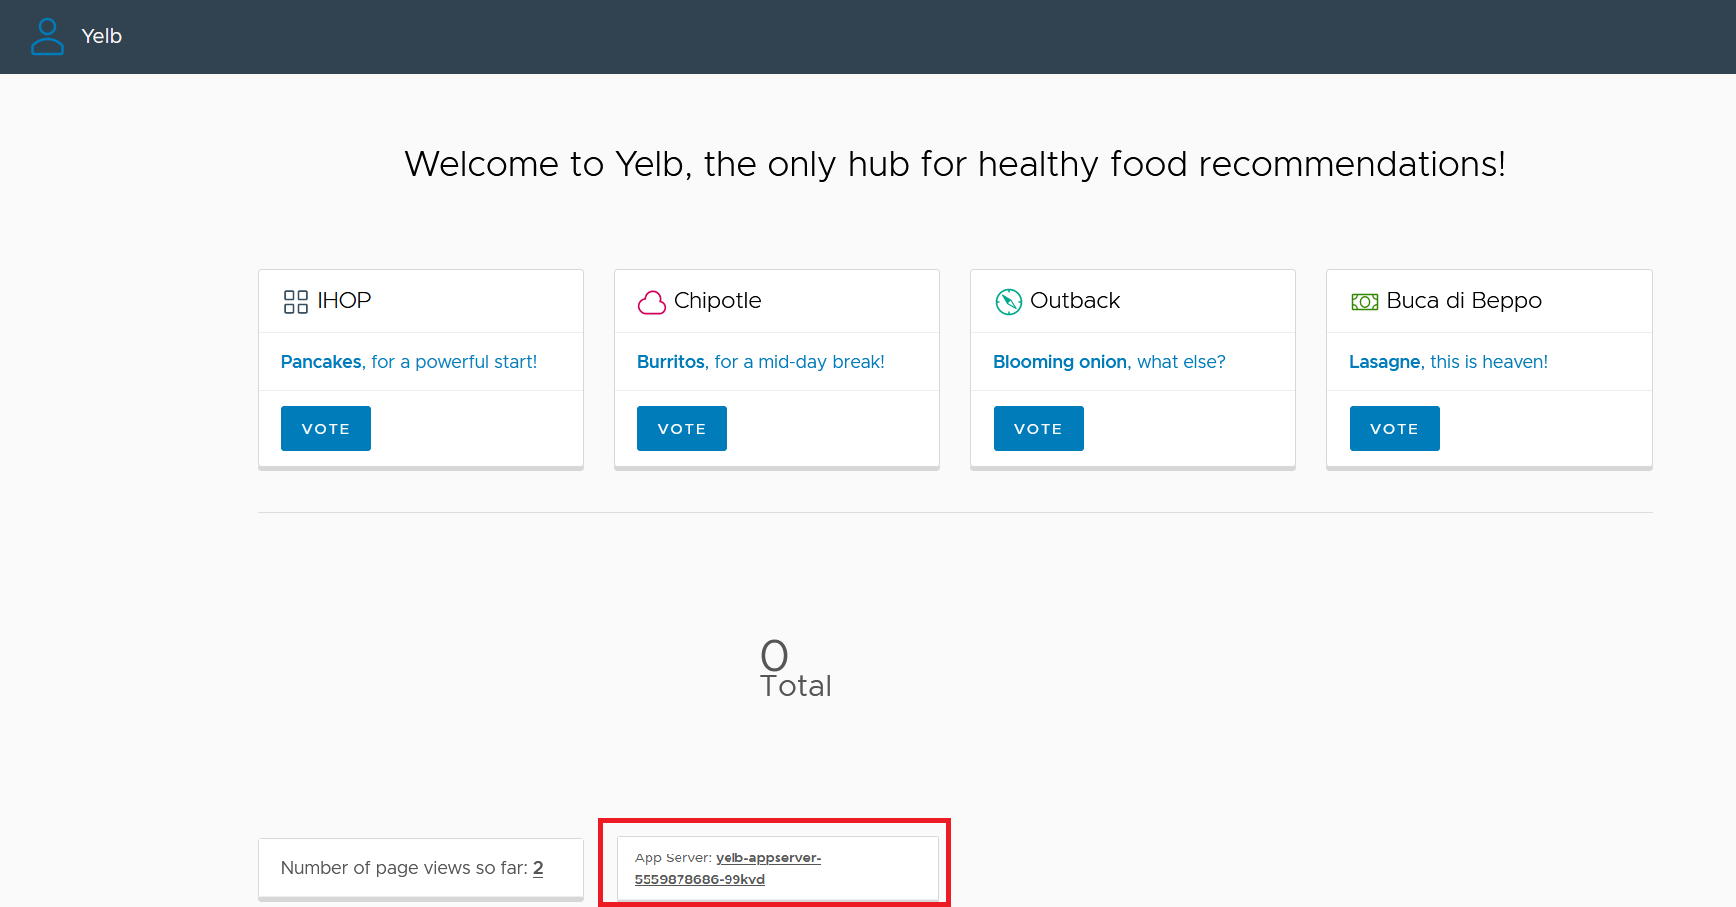 Yelb
Welcome to Yelb, the only hub for healthy food recommendations!
IHOP
Pancakes, for a powerful start!
VOTE
Chipotle
Burritos, for a mid-day break!
VOTE
Outback
Blooming onion, what else?
VOTE
Buca di Beppo
Lasagne, this is heaven!
VOTE
0
Total
Number of page views so far: 2
App Server: yelb-appserver-
5559878686-99kvd